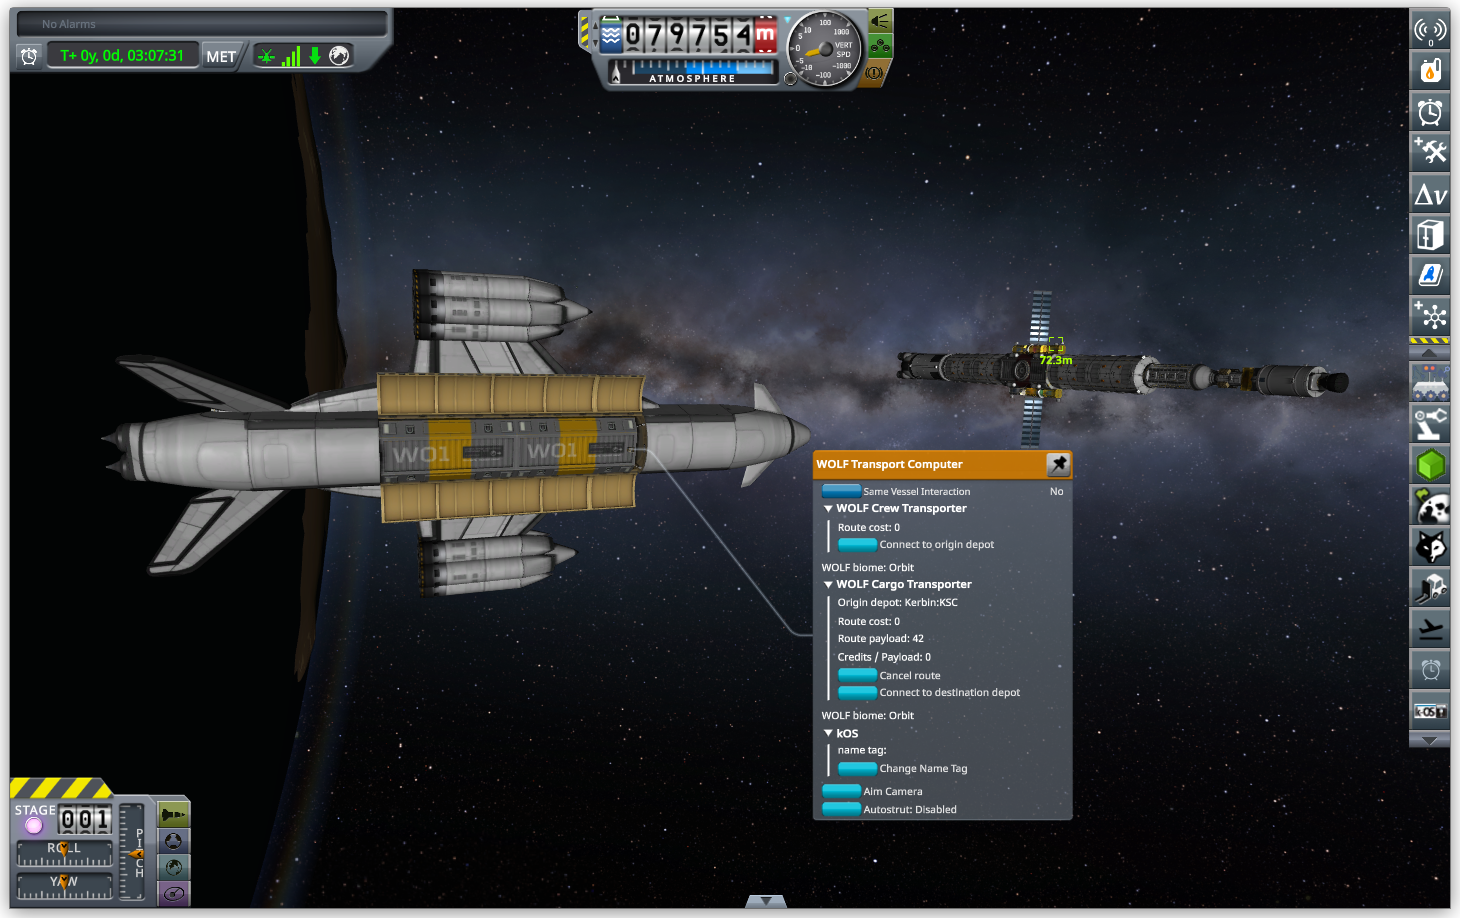 No Alarms
T+ 0y, 0d, 03:07:31
MET
079754m
ATMOSPHERE
100
10
1000
5
VERT
+0
SPD
-5
-10
-1000
-100
0
Δv
72.3m
W01
W01
WOLF Transport Computer
Same Vessel Interaction No
WOLF Crew Transporter
Route cost: 0
Connect to origin depot
WOLF biome: Orbit
WOLF Cargo Transporter
Origin depot: Kerbin:KSC
Route cost: 0
Route payload: 42
Credits / Payload: 0
Cancel route
Connect to destination depot
WOLF biome: Orbit
kOS
name tag:
Change Name Tag
Aim Camera
Autostrut: Disabled
k-OS
STAGE
001
ROLL
YAW
PITCH